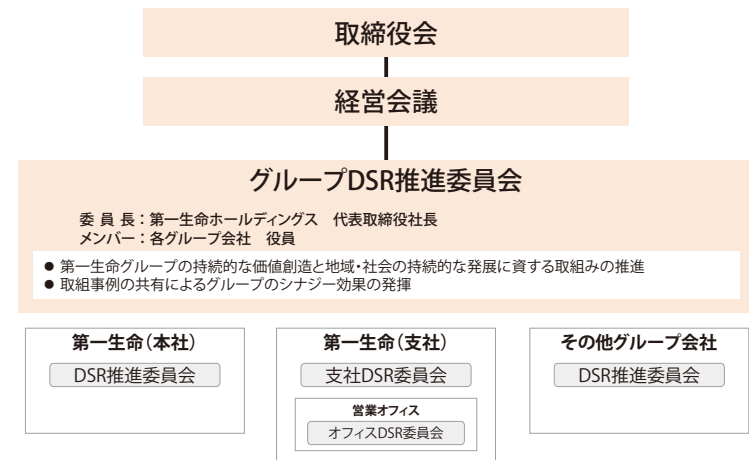 取締役会
経営会議
グループDSR推進委員会
委 員 長：第一生命ホールディングス　代表取締役社長
メンバー：各グループ会社　役員
● 第一生命グループの持続的な価値創造と地域・社会の持続的な発展に資する取組みの推進
● 取組事例の共有によるグループのシナジー効果の発揮
第一生命（本社）
DSR推進委員会
第一生命（支社）
支社DSR委員会
営業オフィス
オフィスDSR委員会
その他グループ会社
DSR推進委員会